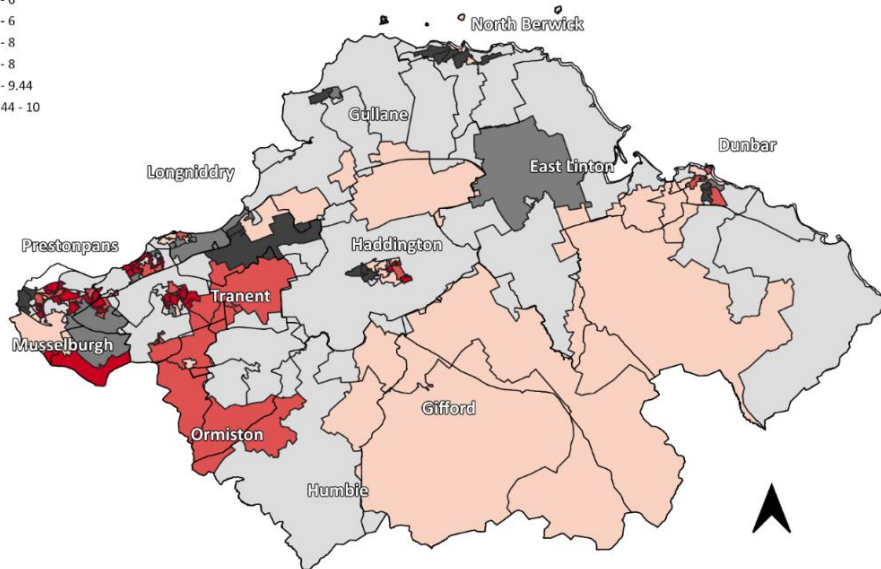 - 6
- 8
- 8
- 9.44
44 - 10
North Berwick
Gullane
Dunbar
East Linton
Longniddry
Prestonpans
Haddington
Tranent
Musselburgh
Gifford
Ormiston
Humbie